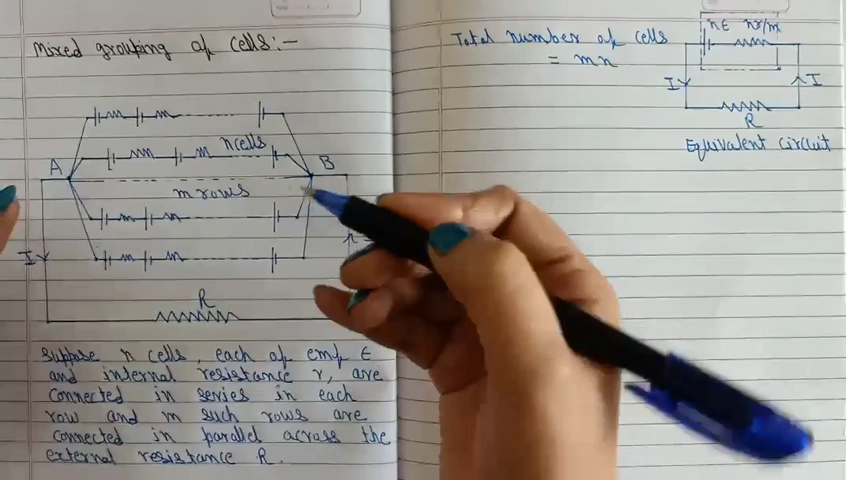 Mixed grouping of cells:-
n cells
A
B
m rows
I
R
Suppose n cells, each of emf ε
and internal resistance r, are
connected in series in each
row and m such rows are
connected in parallel across the
external resistance R.
Total number of cells
= mn
nε nr/m
I
I
R
Equivalent circuit